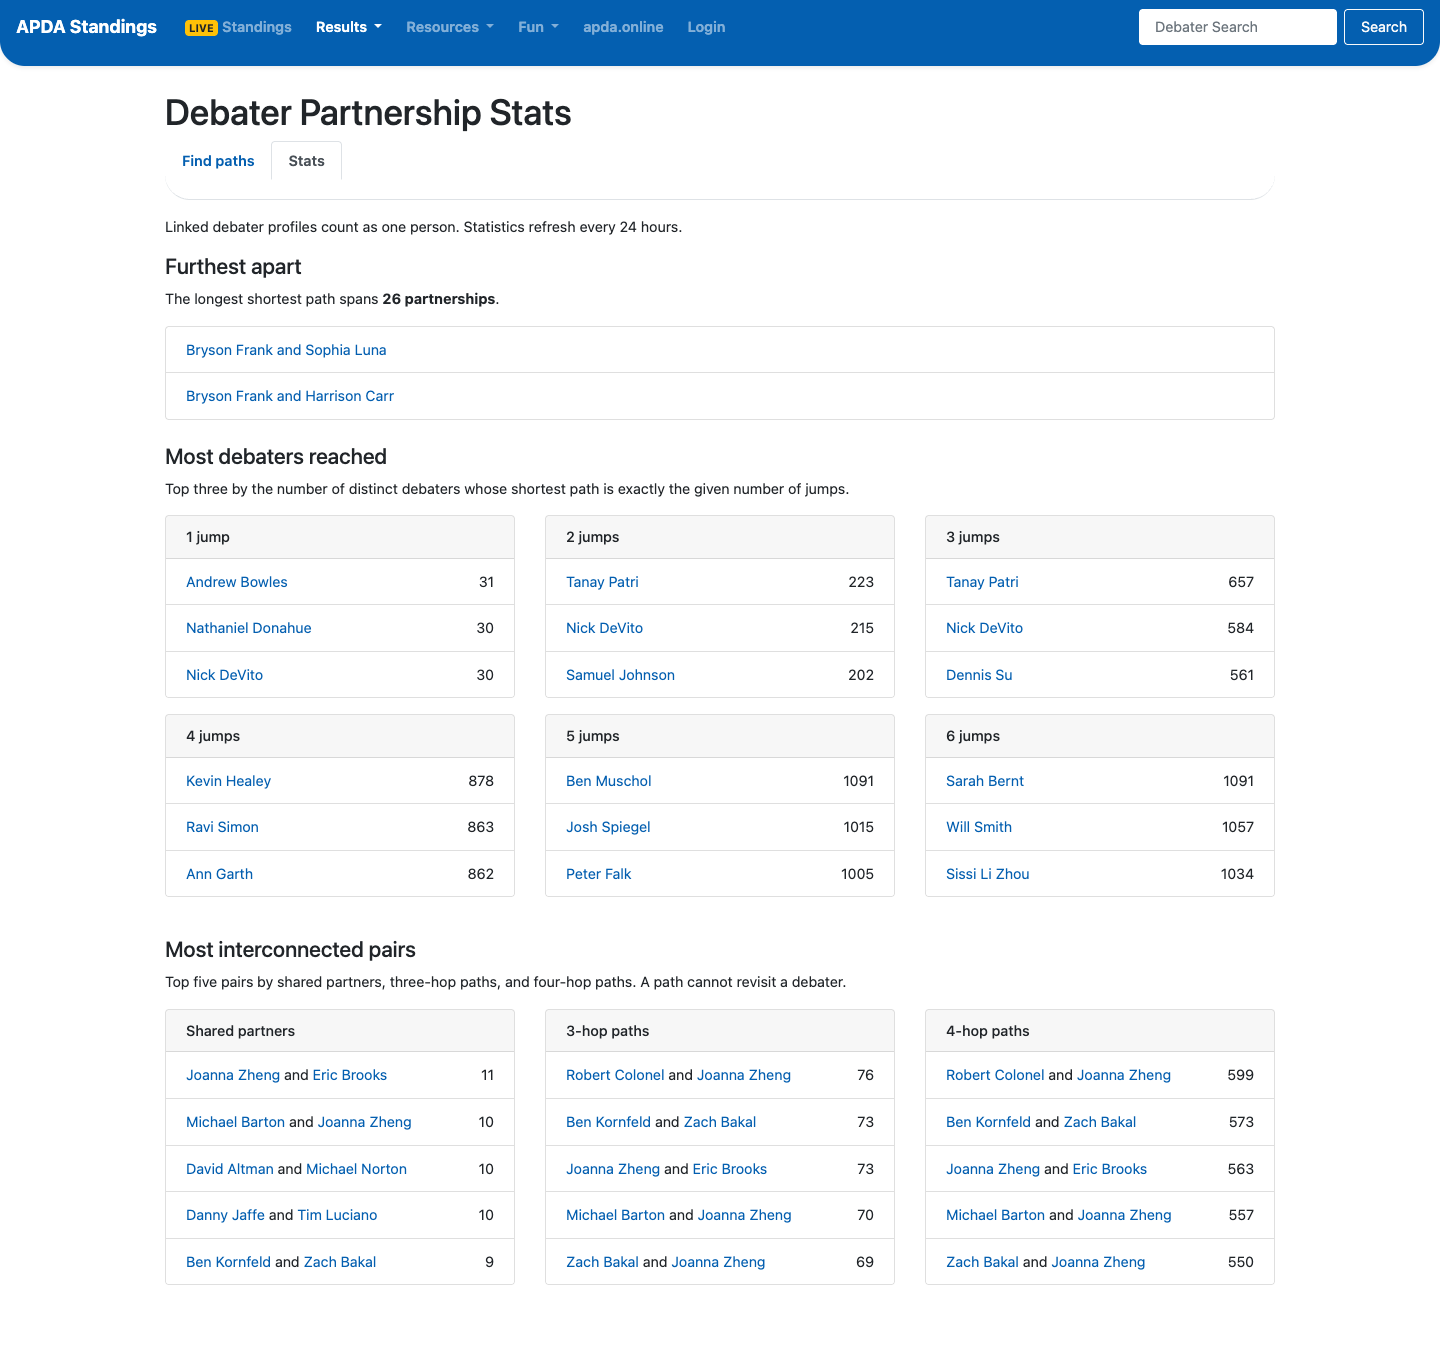 APDA Standings LIVE Standings Results Resources Fun apda.online Login Debater Search Search
Debater Partnership Stats
Find paths Stats
Linked debater profiles count as one person. Statistics refresh every 24 hours.
Furthest apart
The longest shortest path spans 26 partnerships.
Bryson Frank and Sophia Luna
Bryson Frank and Harrison Carr
Most debaters reached
Top three by the number of distinct debaters whose shortest path is exactly the given number of jumps.
1 jump
Andrew Bowles 31
Nathaniel Donahue 30
Nick DeVito 30
2 jumps
Tanay Patri 223
Nick DeVito 215
Samuel Johnson 202
3 jumps
Tanay Patri 657
Nick DeVito 584
Dennis Su 561
4 jumps
Kevin Healey 878
Ravi Simon 863
Ann Garth 862
5 jumps
Ben Muschol 1091
Josh Spiegel 1015
Peter Falk 1005
6 jumps
Sarah Bernt 1091
Will Smith 1057
Sissi Li Zhou 1034
Most interconnected pairs
Top five pairs by shared partners, three-hop paths, and four-hop paths. A path cannot revisit a debater.
Shared partners
Joanna Zheng and Eric Brooks 11
Michael Barton and Joanna Zheng 10
David Altman and Michael Norton 10
Danny Jaffe and Tim Luciano 10
Ben Kornfeld and Zach Bakal 9
3-hop paths
Robert Colonel and Joanna Zheng 76
Ben Kornfeld and Zach Bakal 73
Joanna Zheng and Eric Brooks 73
Michael Barton and Joanna Zheng 70
Zach Bakal and Joanna Zheng 69
4-hop paths
Robert Colonel and Joanna Zheng 599
Ben Kornfeld and Zach Bakal 573
Joanna Zheng and Eric Brooks 563
Michael Barton and Joanna Zheng 557
Zach Bakal and Joanna Zheng 550